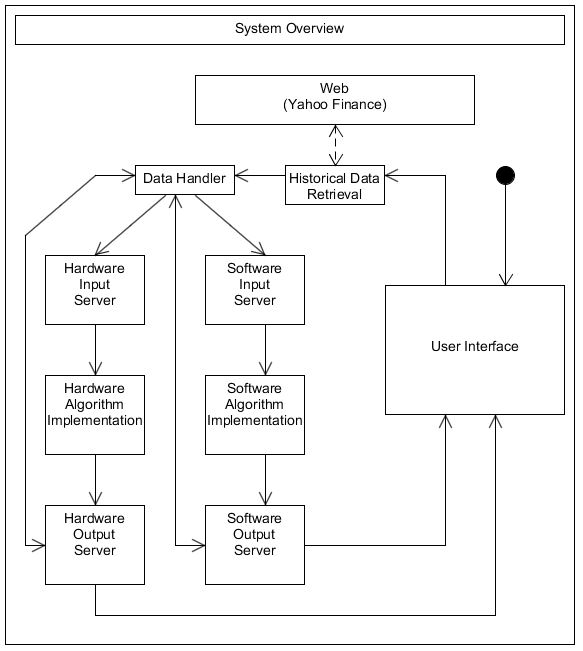 System Overview
Web
(Yahoo Finance)
Data Handler
Historical Data
Retrieval
Hardware
Input
Server
Software
Input
Server
User Interface
Hardware
Algorithm
Implementation
Software
Algorithm
Implementation
Hardware
Output
Server
Software
Output
Server